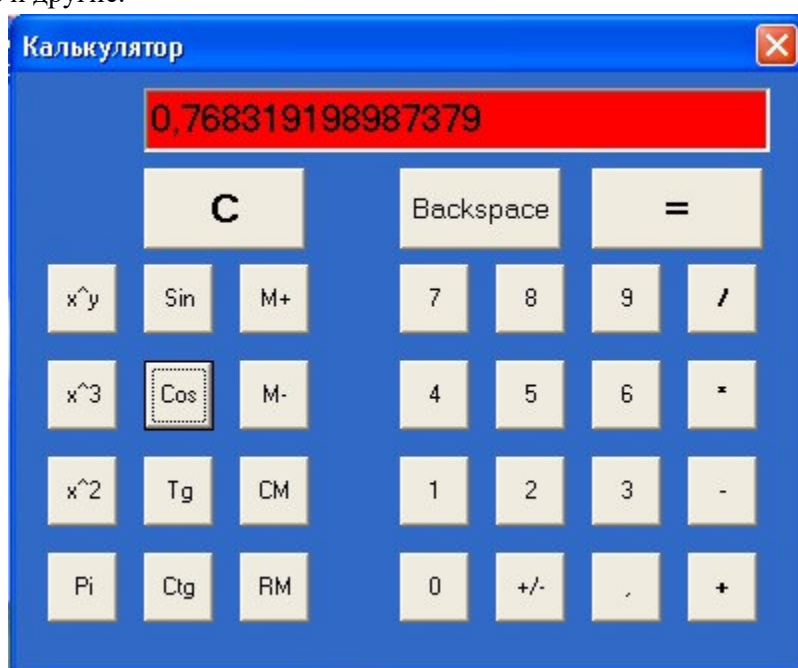 и другие.
Калькулятор
0,768319198987379
C Backspace =
x^y Sin M+ 7 8 9 /
x^3 Cos M- 4 5 6 *
x^2 Tg CM 1 2 3 -
Pi Ctg RM 0 +/- , +